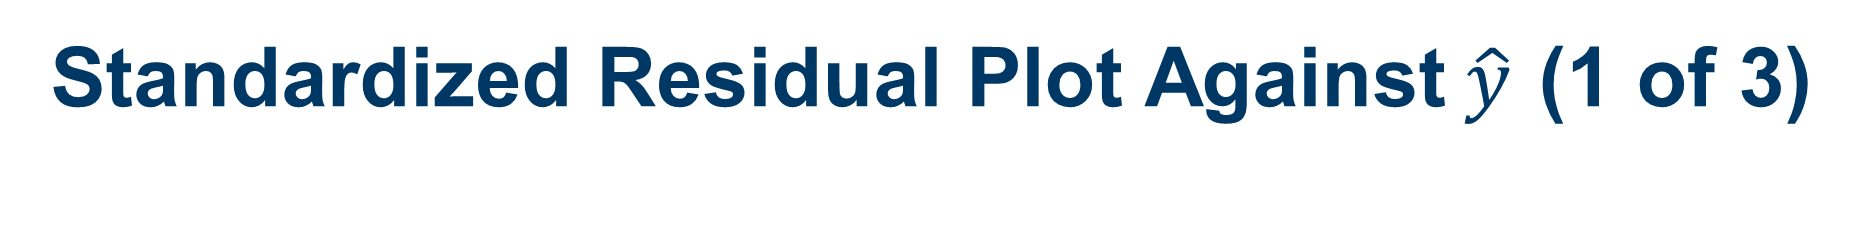 Standardized Residual Plot Against ŷ (1 of 3)